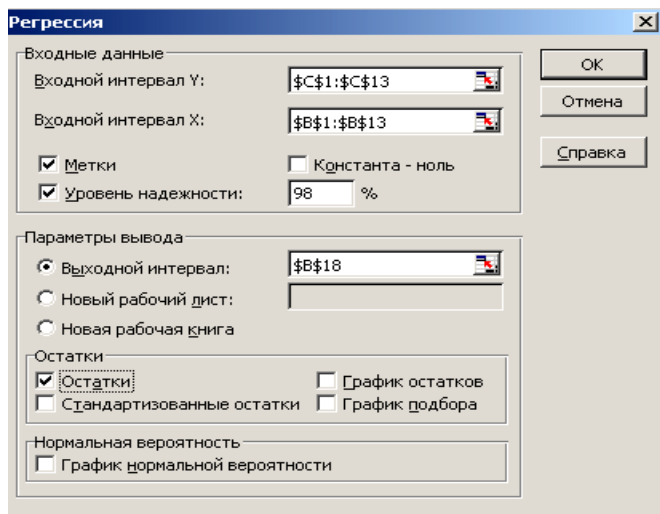 Регрессия
Входные данные
Входной интервал Y: $C$1:$C$13
Входной интервал X: $B$1:$B$13
Метки Константа - ноль
Уровень надежности: 98 %
OK
Отмена
Справка
Параметры вывода
Выходной интервал: $B$18
Новый рабочий лист:
Новая рабочая книга
Остатки
Остатки График остатков
Стандартизованные остатки График подбора
Нормальная вероятность
График нормальной вероятности